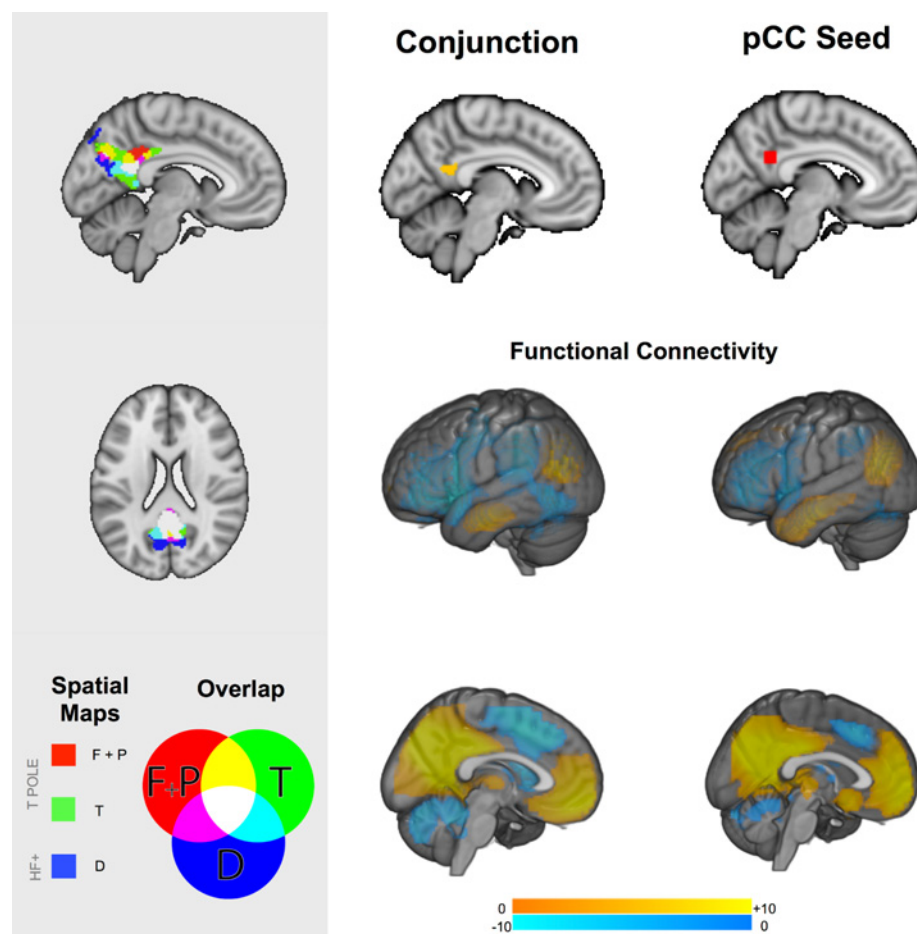 Conjunction
pCC Seed
Functional Connectivity
Spatial
Maps
Overlap
T POLE
F + P
T
HF+
D
F+P
T
D
0
+10
-10
0